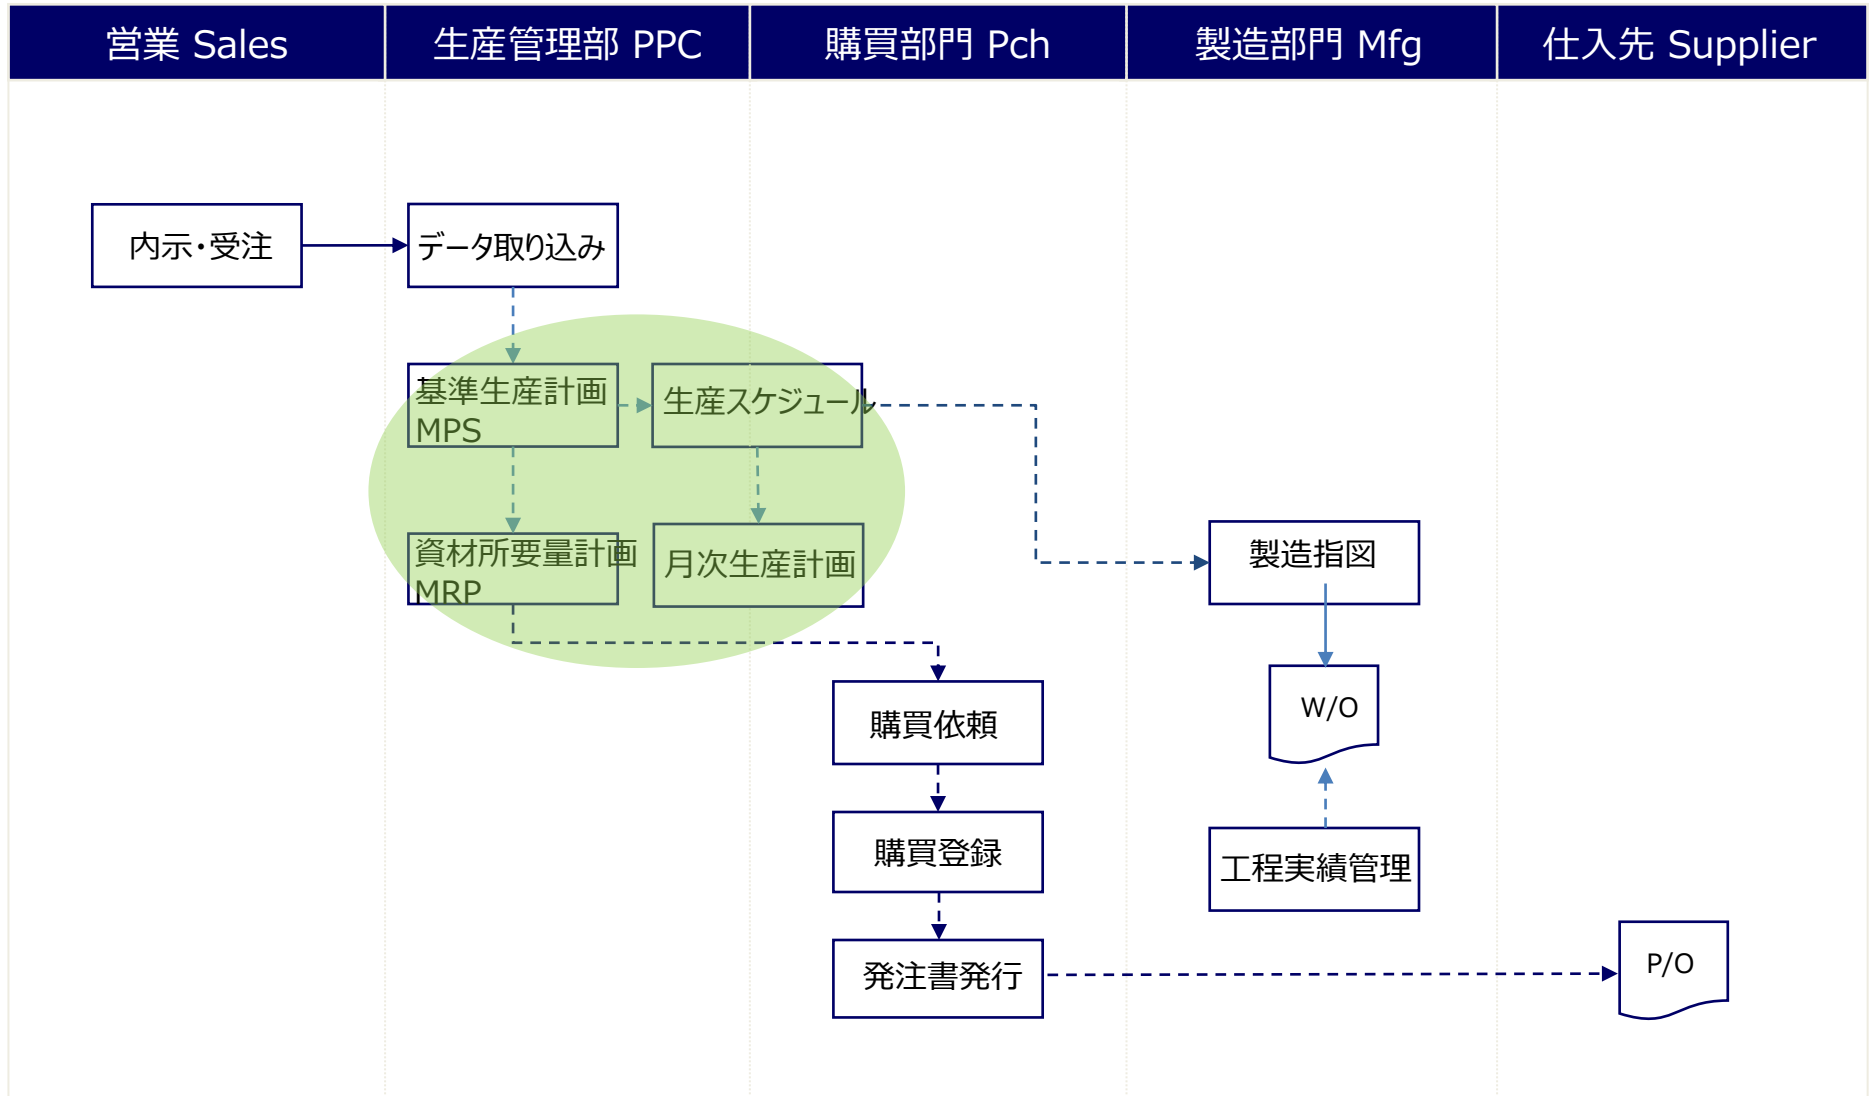 営業 Sales
生産管理部 PPC
購買部門 Pch
製造部門 Mfg
仕入先 Supplier
内示・受注
データ取り込み
基準生産計画
MPS
生産スケジュール
資材所要量計画
MRP
月次生産計画
製造指図
W/O
購買依頼
購買登録
工程実績管理
発注書発行
P/O